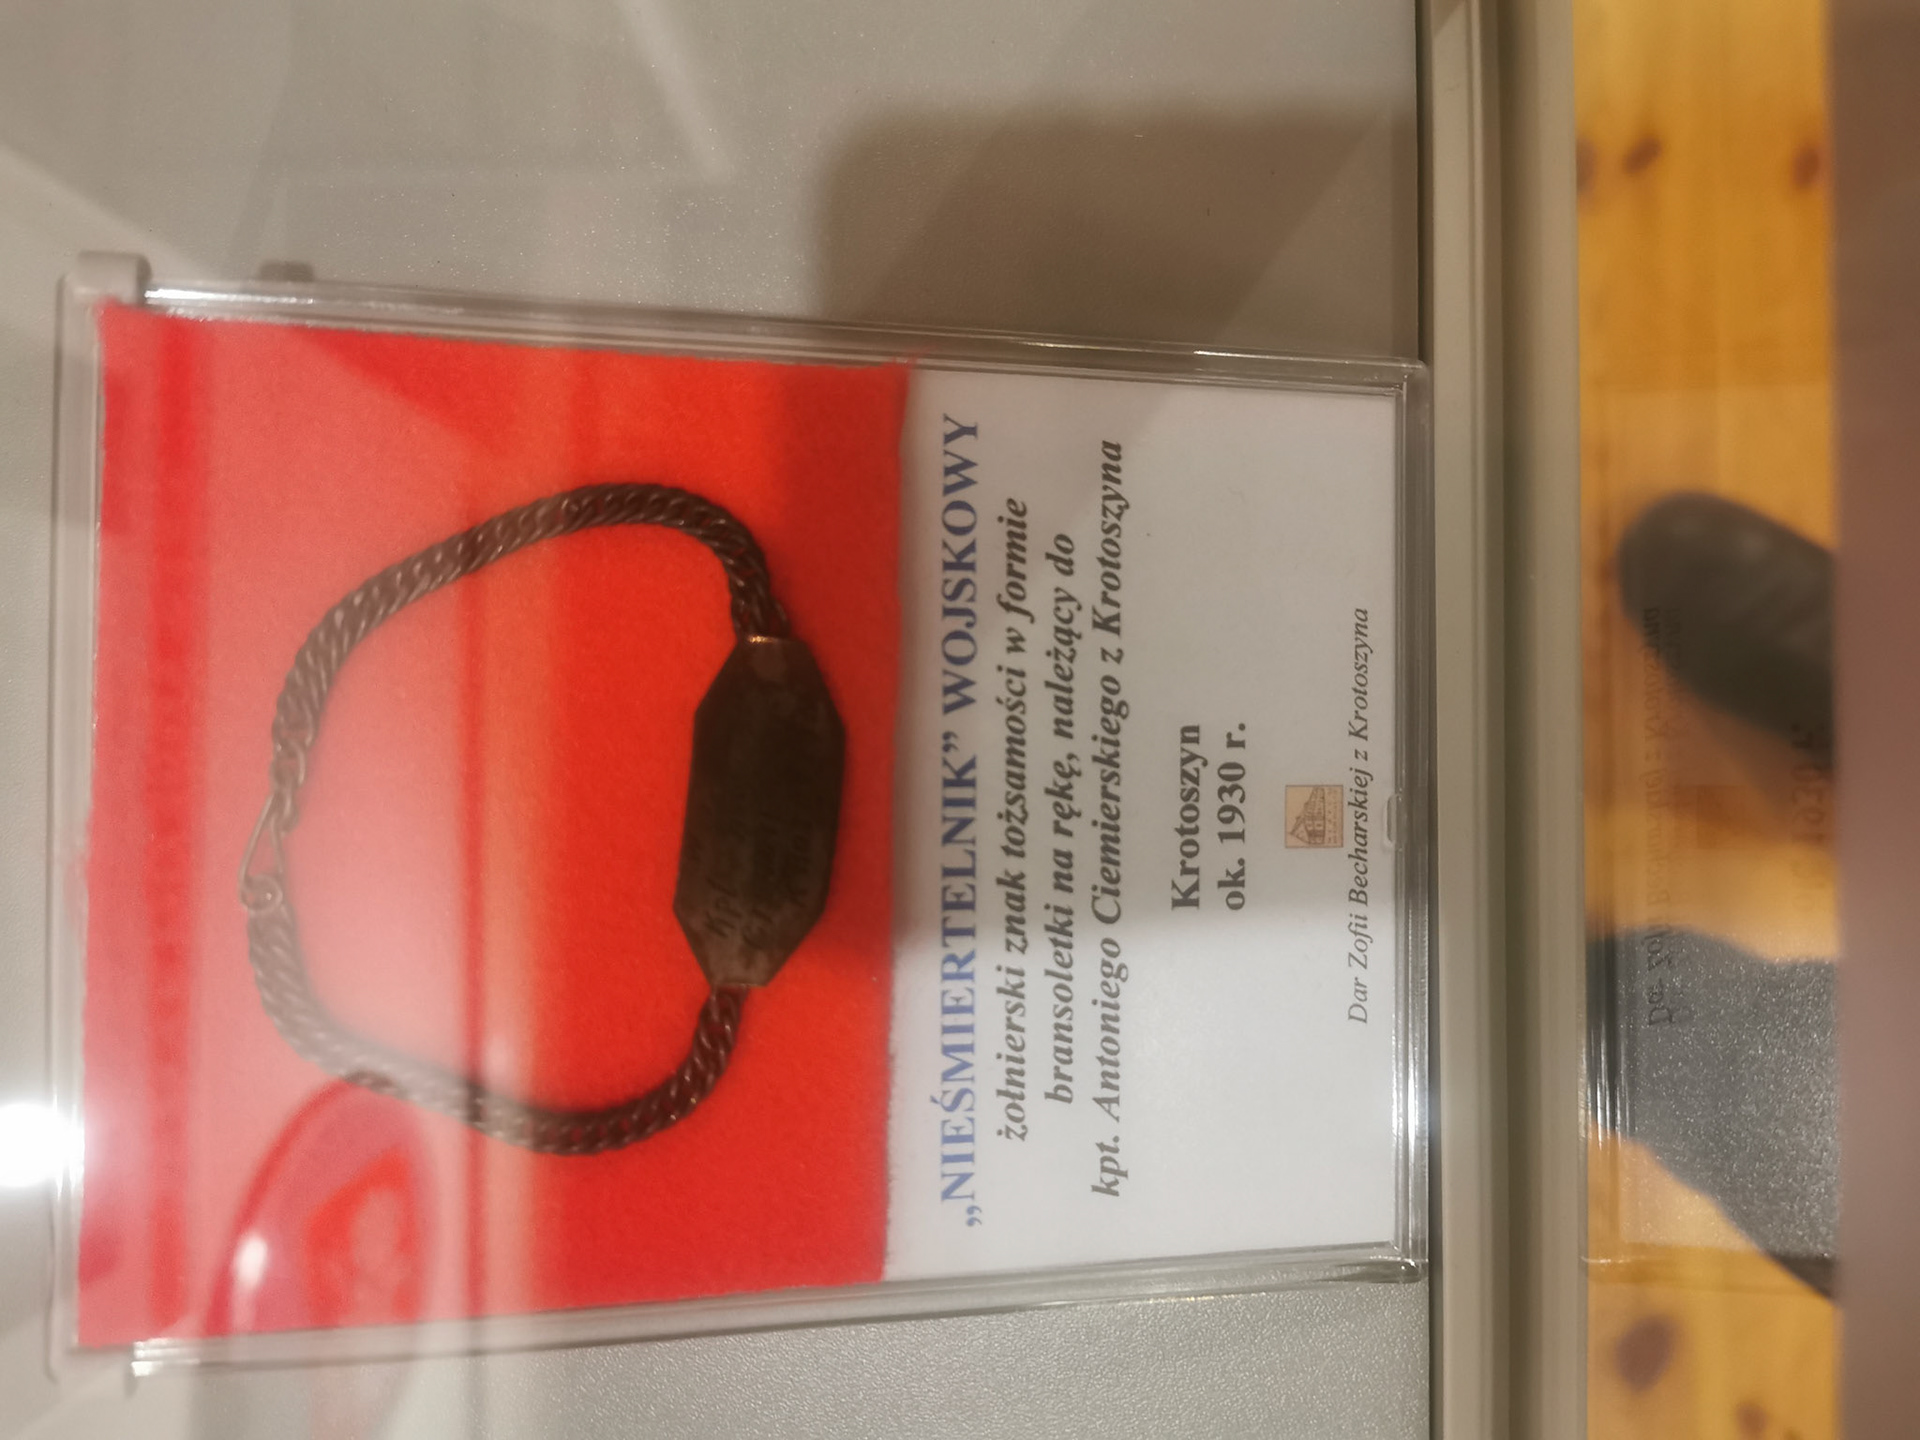 Kpt.
„NIEŚMIERTELNIK” WOJSKOWY
żołnierski znak tożsamości w formie
bransoletki na rękę, należący do
kpt. Antoniego Ciemierskiego z Krotoszyna
Krotoszyn
ok. 1930 r.
Dar Zofii Becharskiej z Krotoszyna